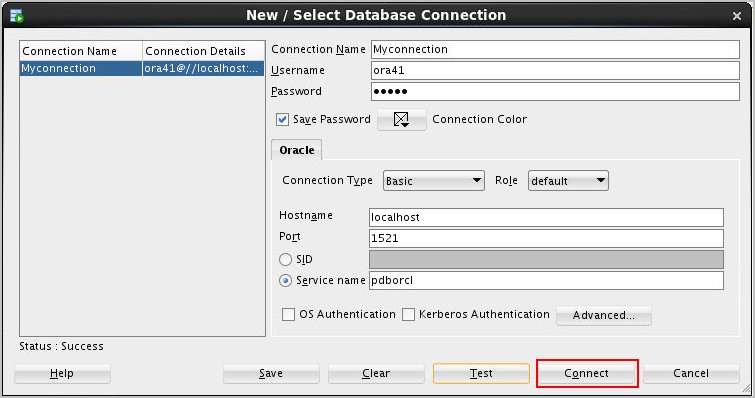 New / Select Database Connection
Connection Name Connection Details
Myconnection ora41@//localhost:...
Connection Name Myconnection
Username ora41
Password •••••
Save Password Connection Color
Oracle
Connection Type Basic Role default
Hostname localhost
Port 1521
SID
Service name pdborcl
OS Authentication Kerberos Authentication Advanced...
Status : Success
Help Save Clear Test Connect Cancel